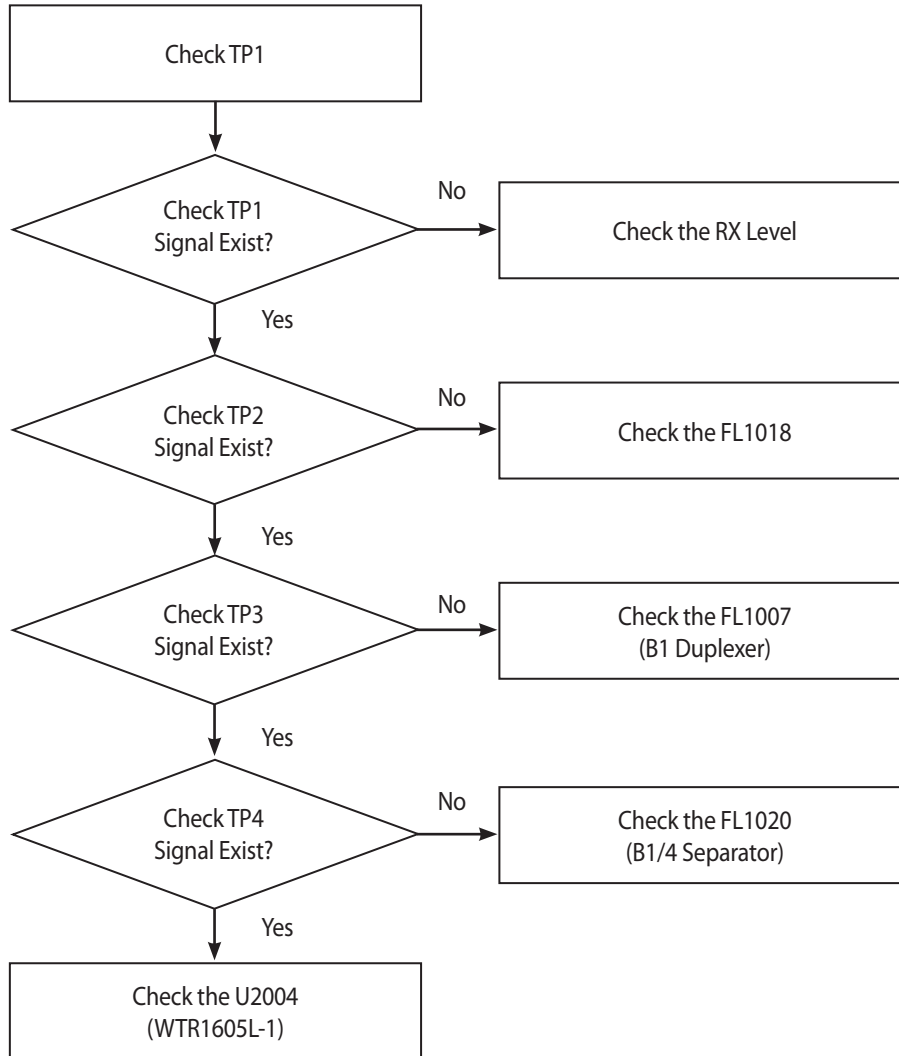 Check TP1
Check TP1
Signal Exist?
No
Check the RX Level
Yes
Check TP2
Signal Exist?
No
Check the FL1018
Yes
Check TP3
Signal Exist?
No
Check the FL1007
(B1 Duplexer)
Yes
Check TP4
Signal Exist?
No
Check the FL1020
(B1/4 Separator)
Yes
Check the U2004
(WTR1605L-1)